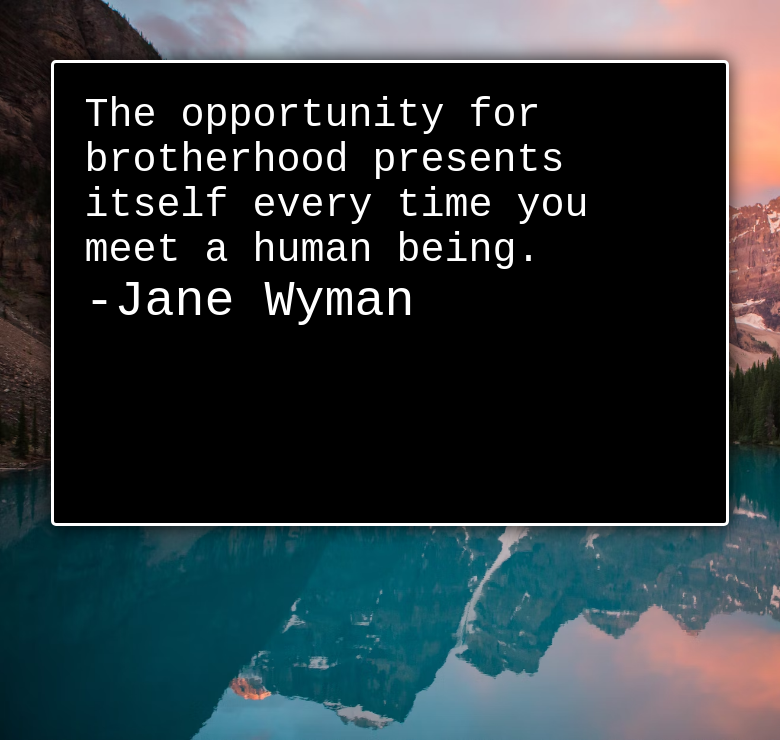 The opportunity for
brotherhood presents
itself every time you
meet a human being.
-Jane Wyman